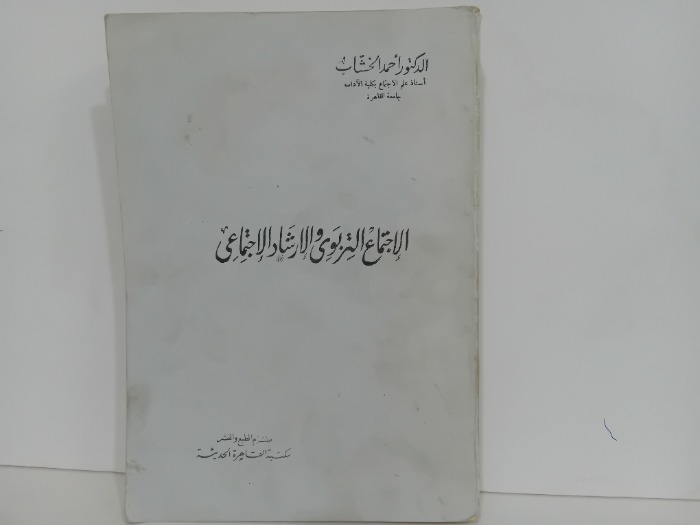 الدكتور أحمد الخشاب
أستاذ علم الاجتماع بكلية الآداب
جامعة القاهرة
الاجتماع التربوي والإرشاد الاجتماعي
ملتزم الطبع والنشر
مكتبة القاهرة الحديثة